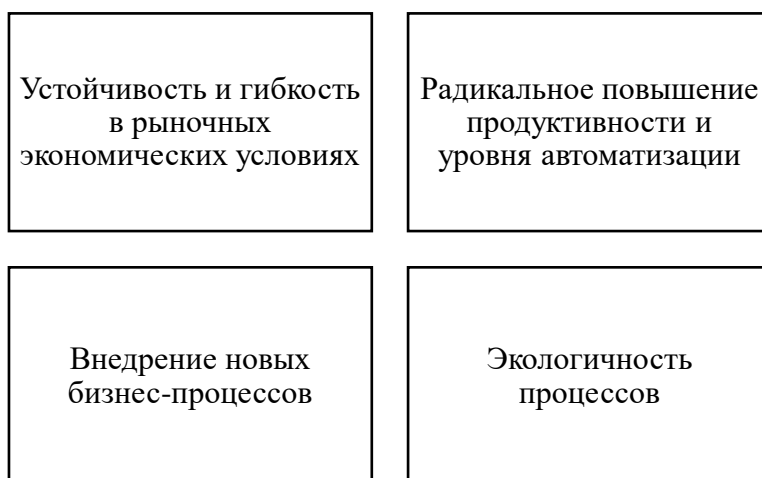 Устойчивость и гибкость
в рыночных
экономических условиях
Радикальное повышение
продуктивности и
уровня автоматизации
Внедрение новых
бизнес-процессов
Экологичность
процессов